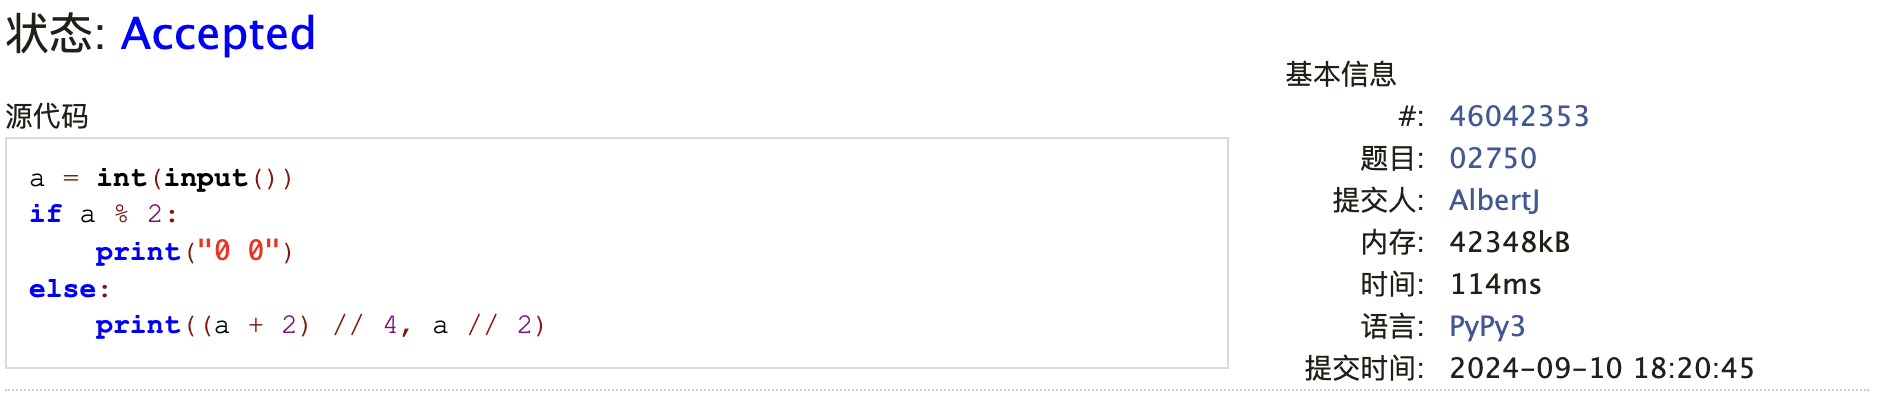 状态: Accepted
源代码
a = int(input())
if a % 2:
    print("0 0")
else:
    print((a + 2) // 4, a // 2)
基本信息
#: 46042353
题目: 02750
提交人: AlbertJ
内存: 42348kB
时间: 114ms
语言: PyPy3
提交时间: 2024-09-10 18:20:45